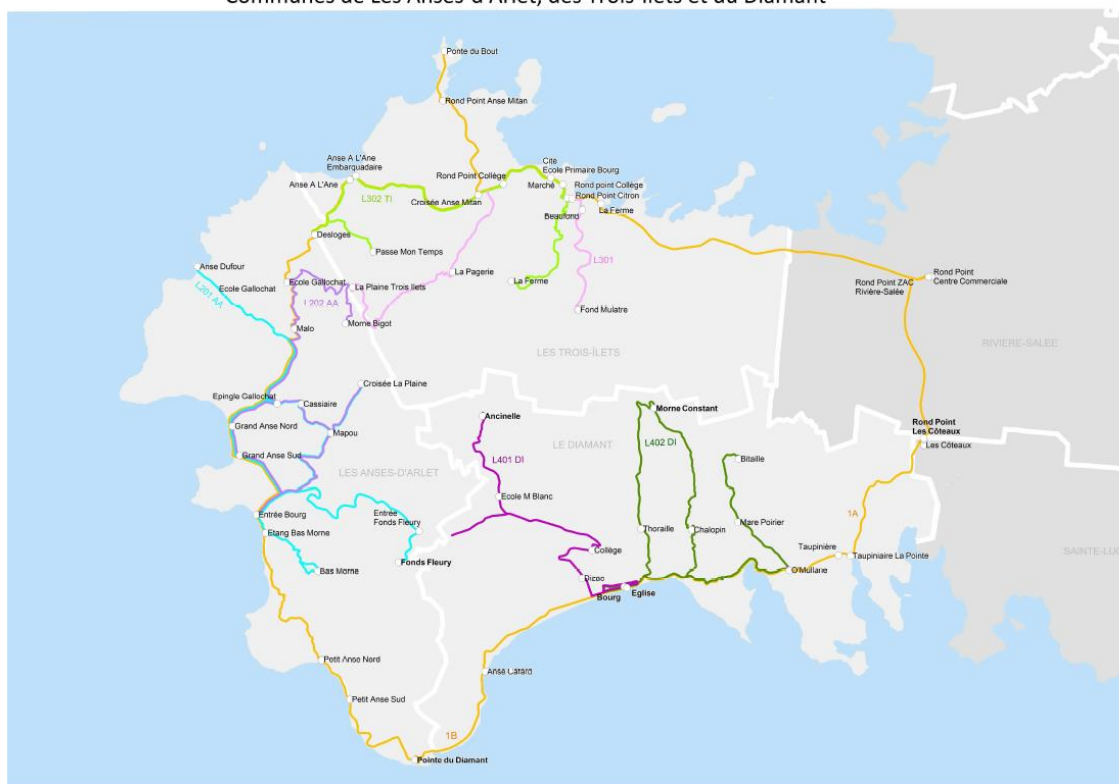 Communes de Les Anses-d'Arlet, des Trois-Îlets et du Diamant
Ponte du Bout
Rond Point Anse Mitan
Anse A L'Ane
Embarquadaire
Anse A L'Ane
L302 TI
Rond Point Collège
Croisée Anse Mitan
Cité
Ecole Primaire Bourg
Marché
Rond point Collège
Rond Point Citron
La Ferme
Beaufond
Desloges
Passe Mon Temps
La Pagerie
L301
La Ferme
Fond Mulatre
Anse Dufour
L201 AA
Ecole Gallochat
Ecole Gallochat
L202 AA
La Plaine Trois Ilets
Malo
Morne Bigot
Rond Point ZAC
Rivière-Salée
Rond Point
Centre Commerciale
RIVIERE-SALEE
LES TROIS-ÎLETS
Epingle Gallochat
Cassiaire
Croisée La Plaine
Grand Anse Nord
Mapou
Grand Anse Sud
LES ANSES-D'ARLET
Ancinelle
LE DIAMANT
Morne Constant
L401 DI
L402 DI
Bitaille
Rond Point
Les Côteaux
Les Côteaux
Ecole M Blanc
Entrée Bourg
Entrée
Fonds Fleury
Etang Bas Morne
Bas Morne
Fonds Fleury
Thoraille
Chalopin
Mare Poirier
1A
Collège
Dizac
Bourg
Eglise
O'Mullane
Taupinière
Taupiniaire La Pointe
SAINTE-LUC
Petit Anse Nord
Anse Cafard
Petit Anse Sud
1B
Pointe du Diamant